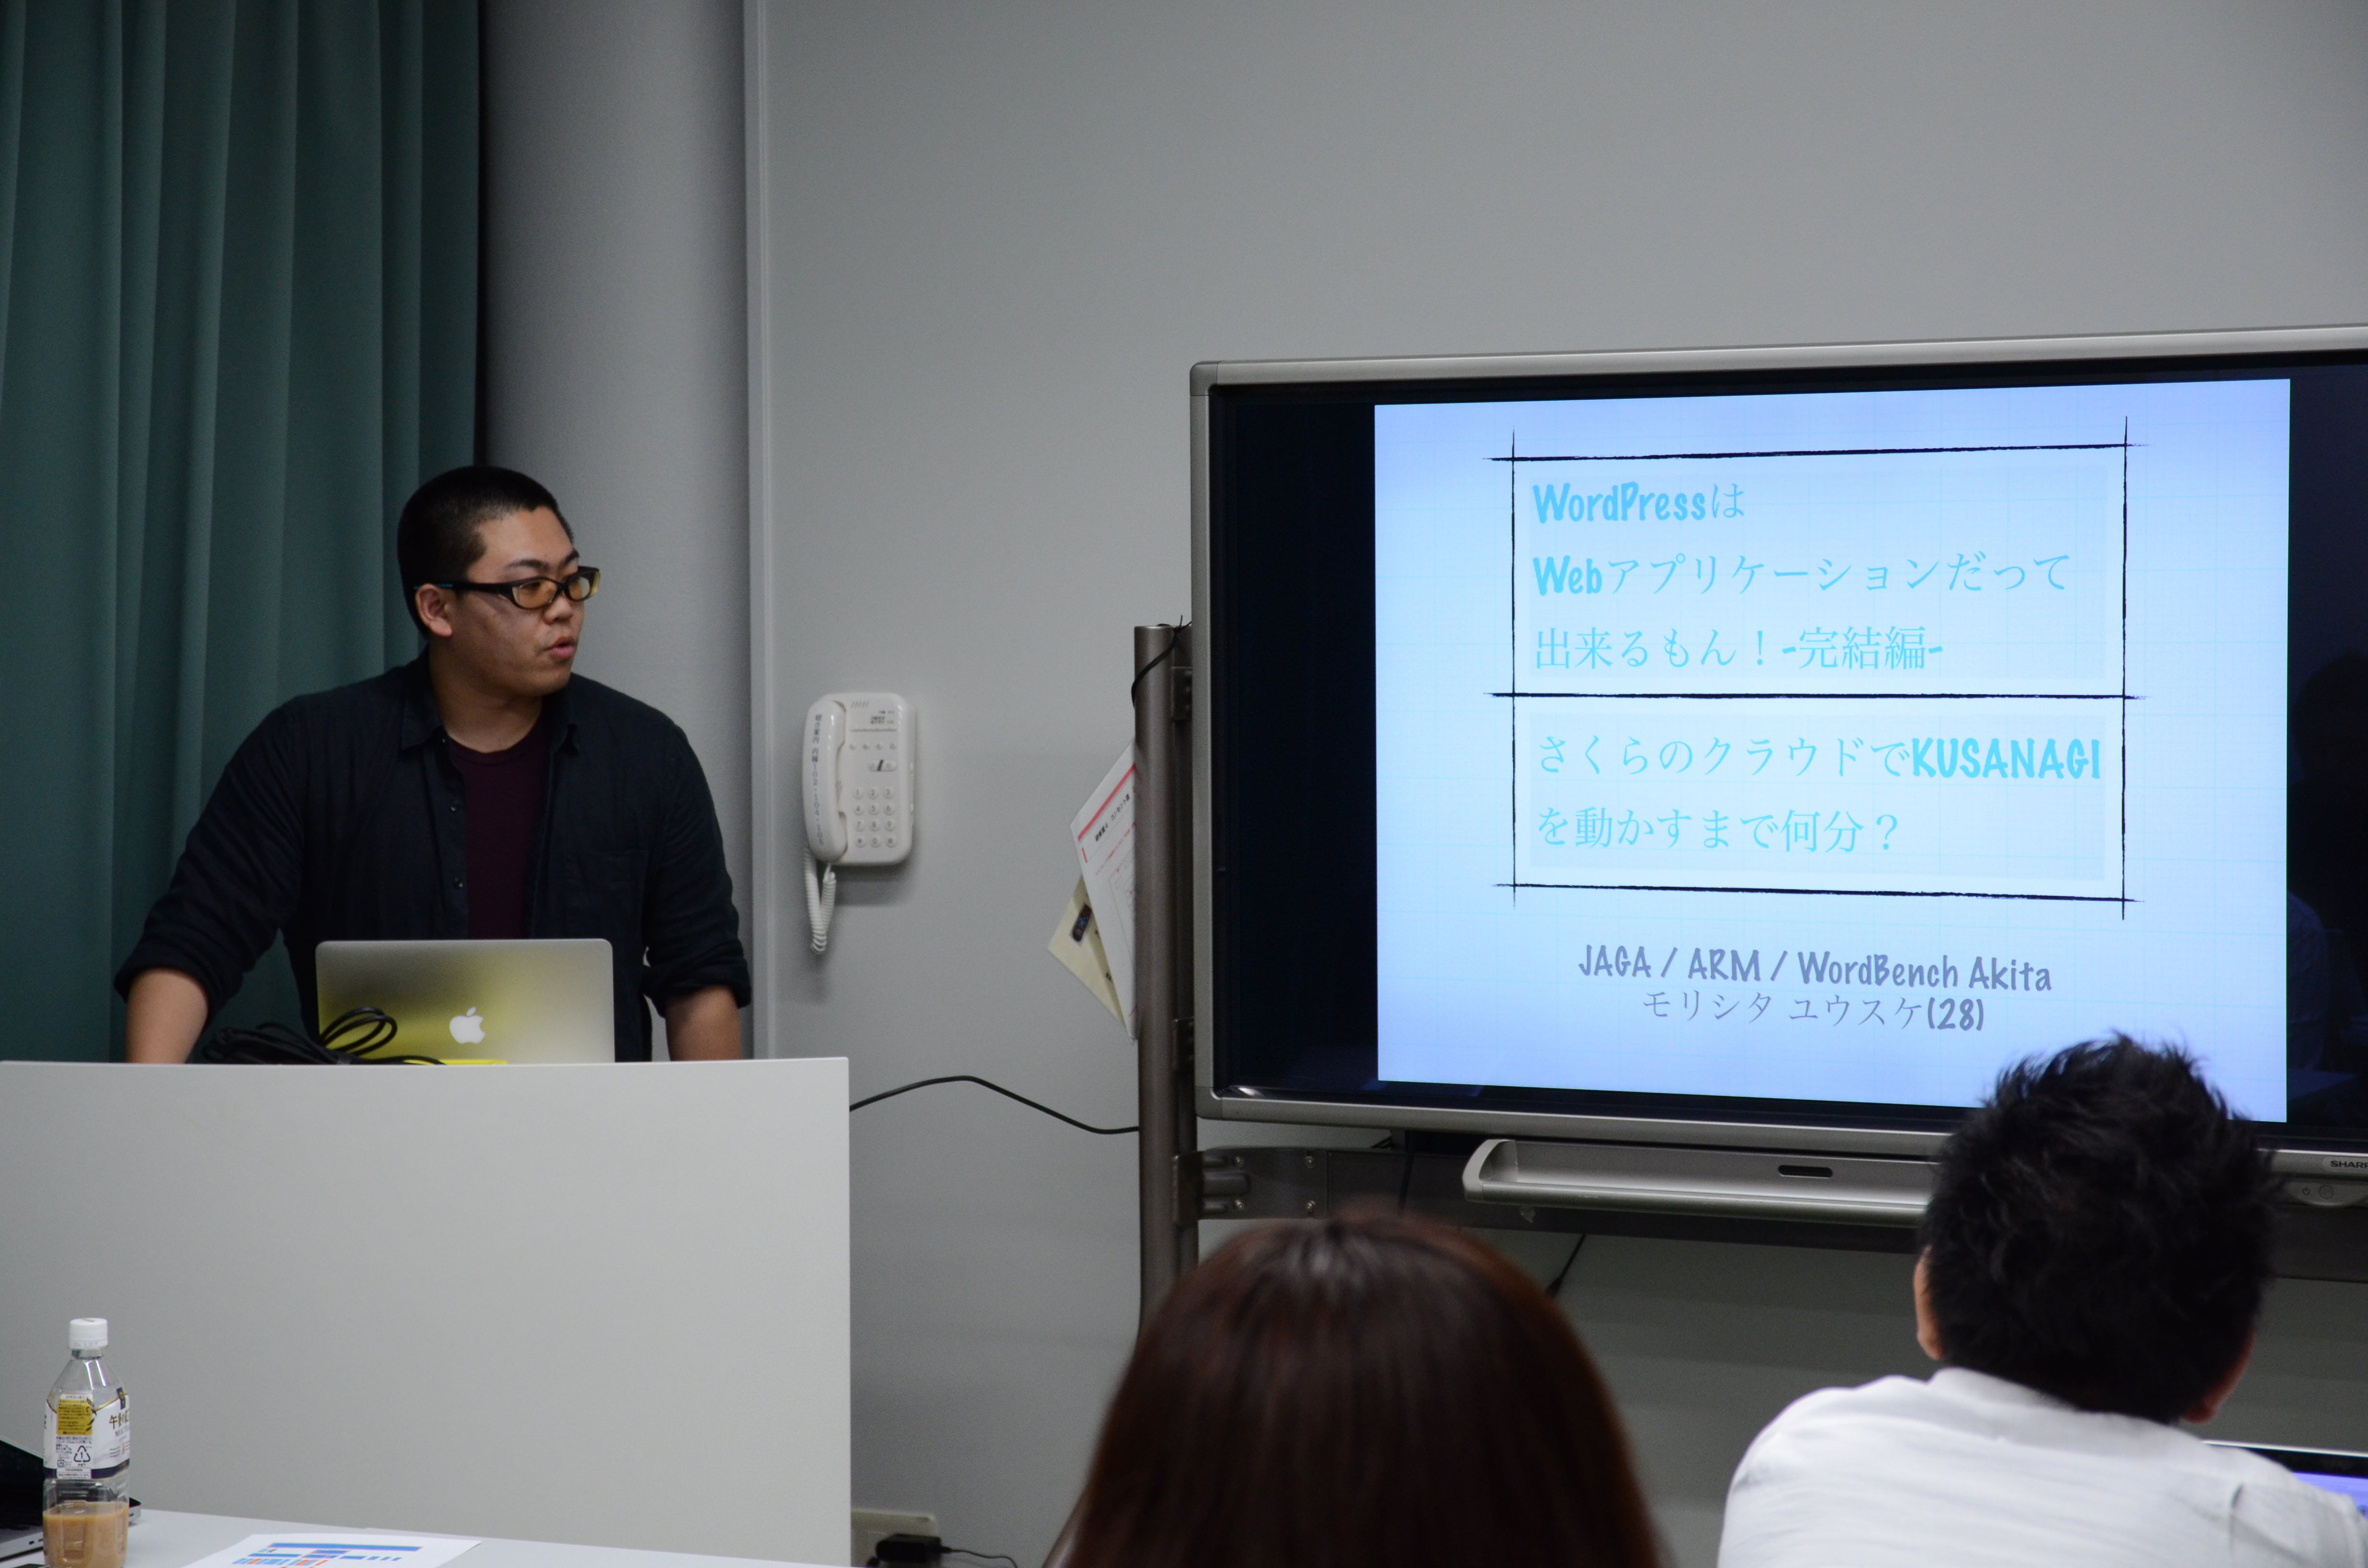 WordPressは
Webアプリケーションだって
出来るもん！-完結編-
さくらのクラウドでKUSANAGI
を動かすまで何分？
JAGA / ARM / WordBench Akita
モリシタ ユウスケ(28)
SHARP